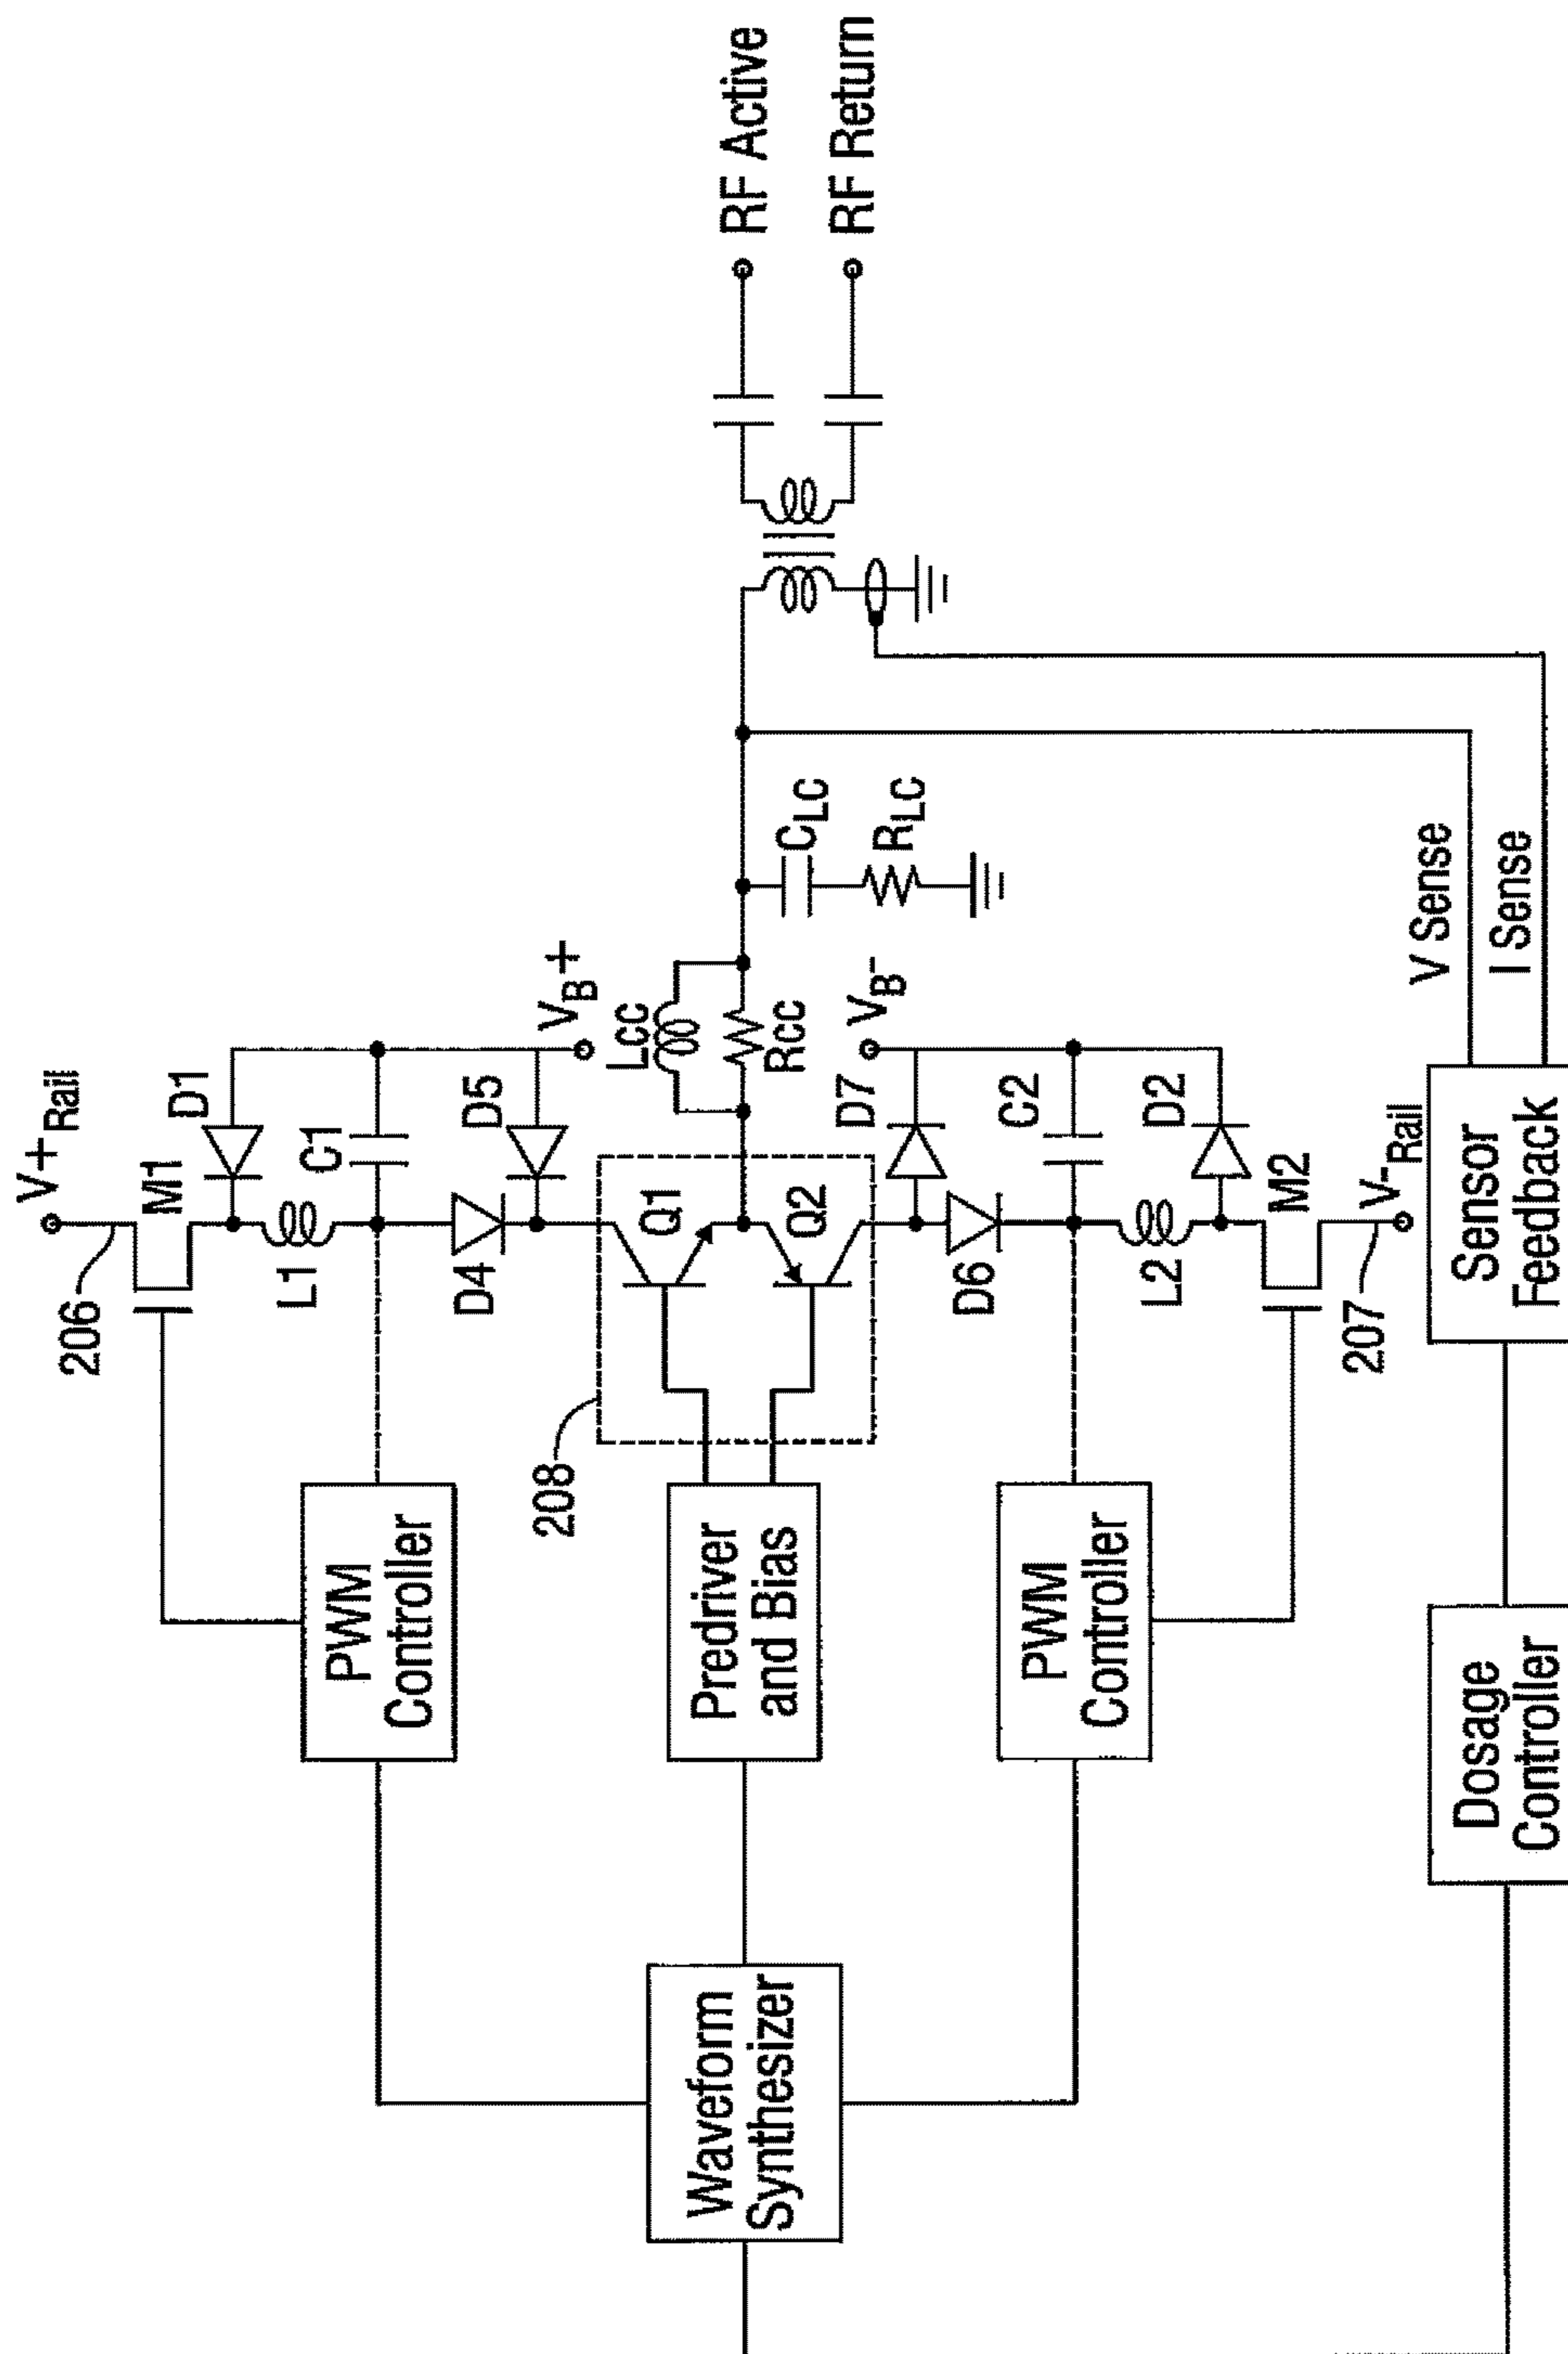 V+Rail
206
M1
D1
L1
C1
D5
D4
VB+
Q1
Q2
208
Lcc
Rcc
CLC
RLC
VB-
D7
D6
C2
L2
D2
M2
207
V-Rail
RF Active
RF Return
PWM
Controller
Predriver
and Bias
PWM
Controller
Waveform
Synthesizer
V Sense
I Sense
Sensor
Feedback
Dosage
Controller